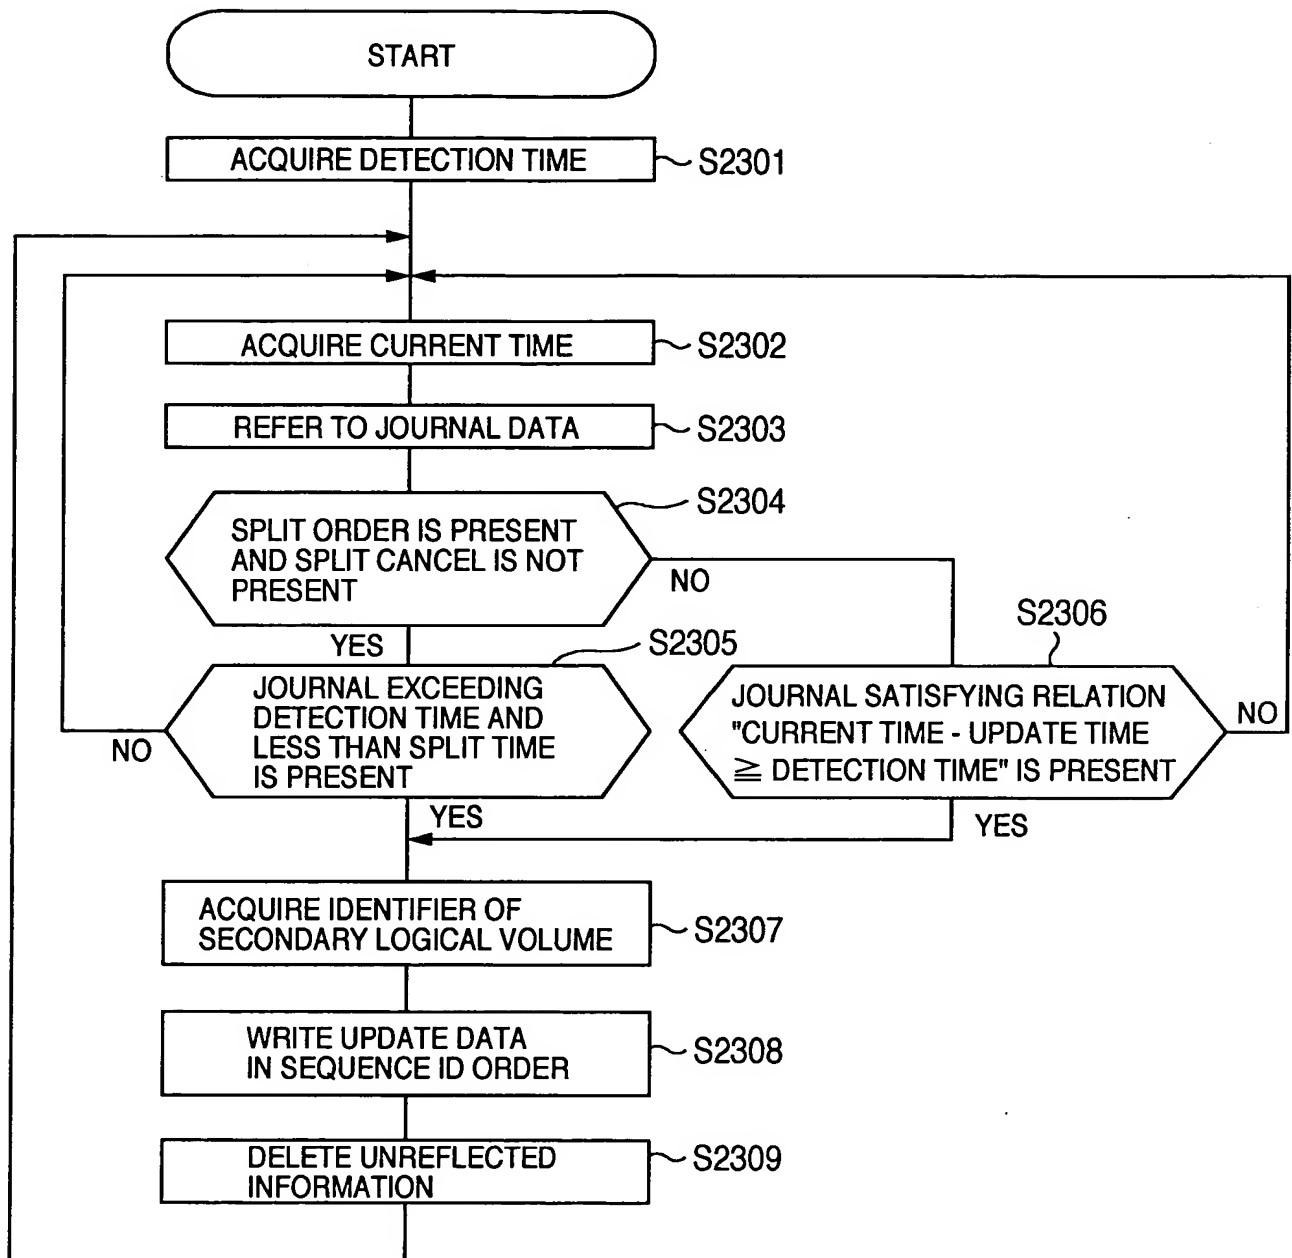 START
ACQUIRE DETECTION TIME
S2301
ACQUIRE CURRENT TIME
S2302
REFER TO JOURNAL DATA
S2303
S2304
SPLIT ORDER IS PRESENT
AND SPLIT CANCEL IS NOT
PRESENT
NO
YES
S2305
S2306
JOURNAL EXCEEDING
DETECTION TIME AND
LESS THAN SPLIT TIME
IS PRESENT
NO
YES
JOURNAL SATISFYING RELATION
"CURRENT TIME - UPDATE TIME
≧ DETECTION TIME" IS PRESENT
NO
YES
ACQUIRE IDENTIFIER OF
SECONDARY LOGICAL VOLUME
S2307
WRITE UPDATE DATA
IN SEQUENCE ID ORDER
S2308
DELETE UNREFLECTED
INFORMATION
S2309